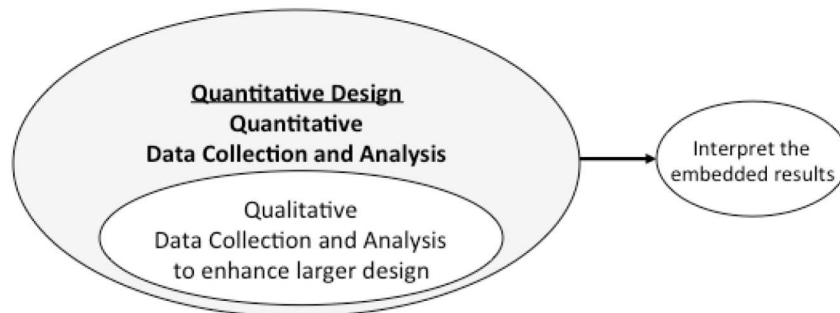 Quantitative Design
Quantitative
Data Collection and Analysis
Qualitative
Data Collection and Analysis
to enhance larger design
Interpret the
embedded results